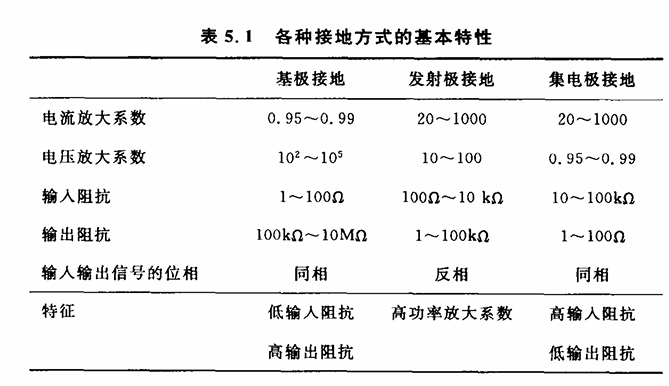 表 5.1 各种接地方式的基本特性
基极接地 发射极接地 集电极接地
电流放大系数 0.95～0.99 20～1000 20～1000
电压放大系数 10²～10⁵ 10～100 0.95～0.99
输入阻抗 1～100Ω 100Ω～10 kΩ 10～100kΩ
输出阻抗 100kΩ～10MΩ 1～100kΩ 1～100Ω
输入输出信号的位相 同相 反相 同相
特征 低输入阻抗 高功率放大系数 高输入阻抗
高输出阻抗 低输出阻抗